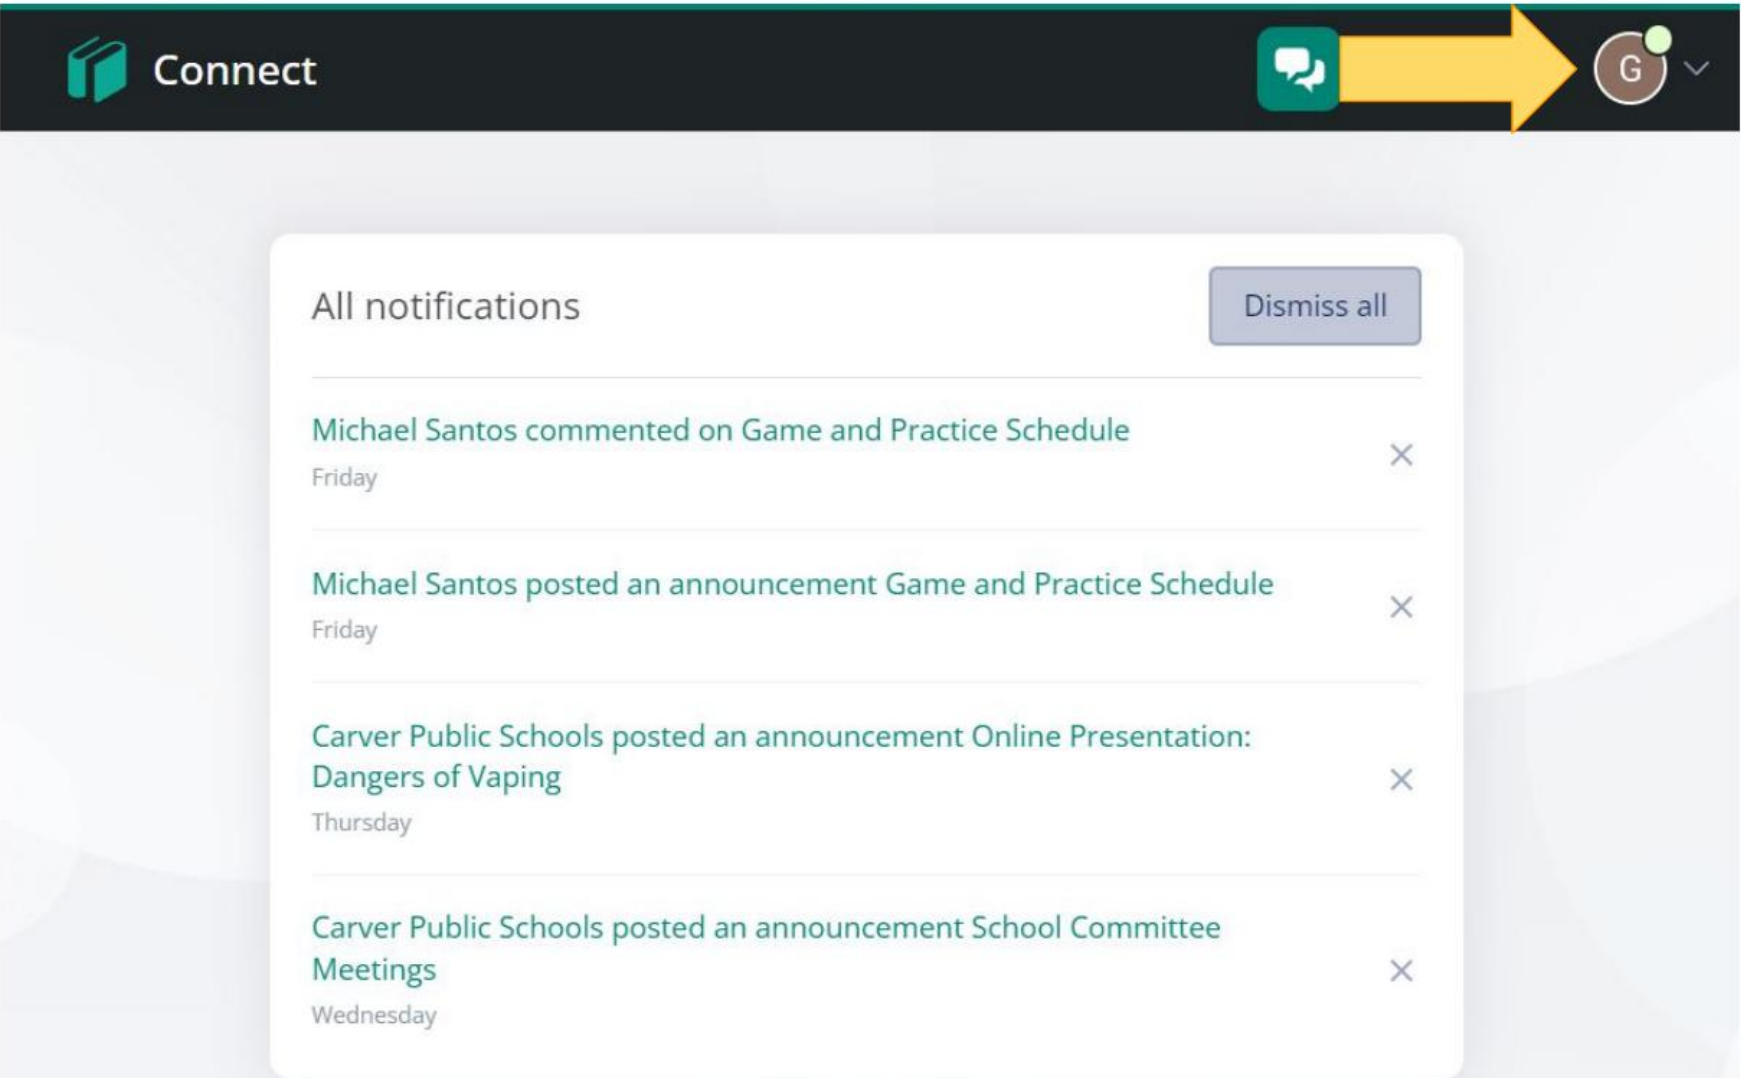 Connect
G
All notifications
Dismiss all
Michael Santos commented on Game and Practice Schedule
Friday
Michael Santos posted an announcement Game and Practice Schedule
Friday
Carver Public Schools posted an announcement Online Presentation:
Dangers of Vaping
Thursday
Carver Public Schools posted an announcement School Committee
Meetings
Wednesday